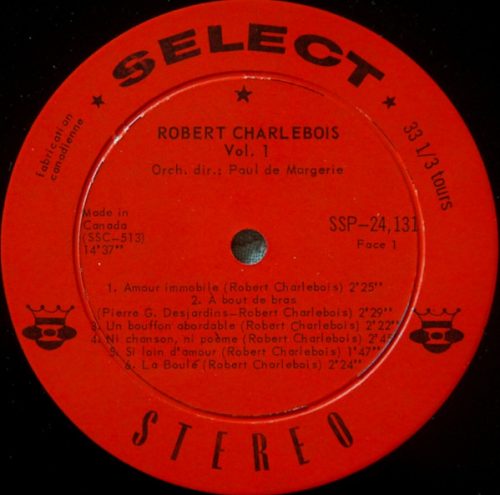 SELECT
Fabrication
canadienne
33 1/3 tours
ROBERT CHARLEBOIS
Vol. 1
Orch. dir.: Paul de Margerie
Made in
Canada
(SSC-513)
14'37"
SSP-24,131
Face 1
1. Amour immobile (Robert Charlebois) 2'25"
2. À bout de bras
(Pierre G. Desjardins-Robert Charlebois) 2'29"
3. Un bouffon abordable (Robert Charlebois) 2'22"
4. Ni chanson, ni poème (Robert Charlebois) 2'45"
5. Si loin d'amour (Robert Charlebois) 1'47"
6. La Boulé (Robert Charlebois) 2'24"
STEREO